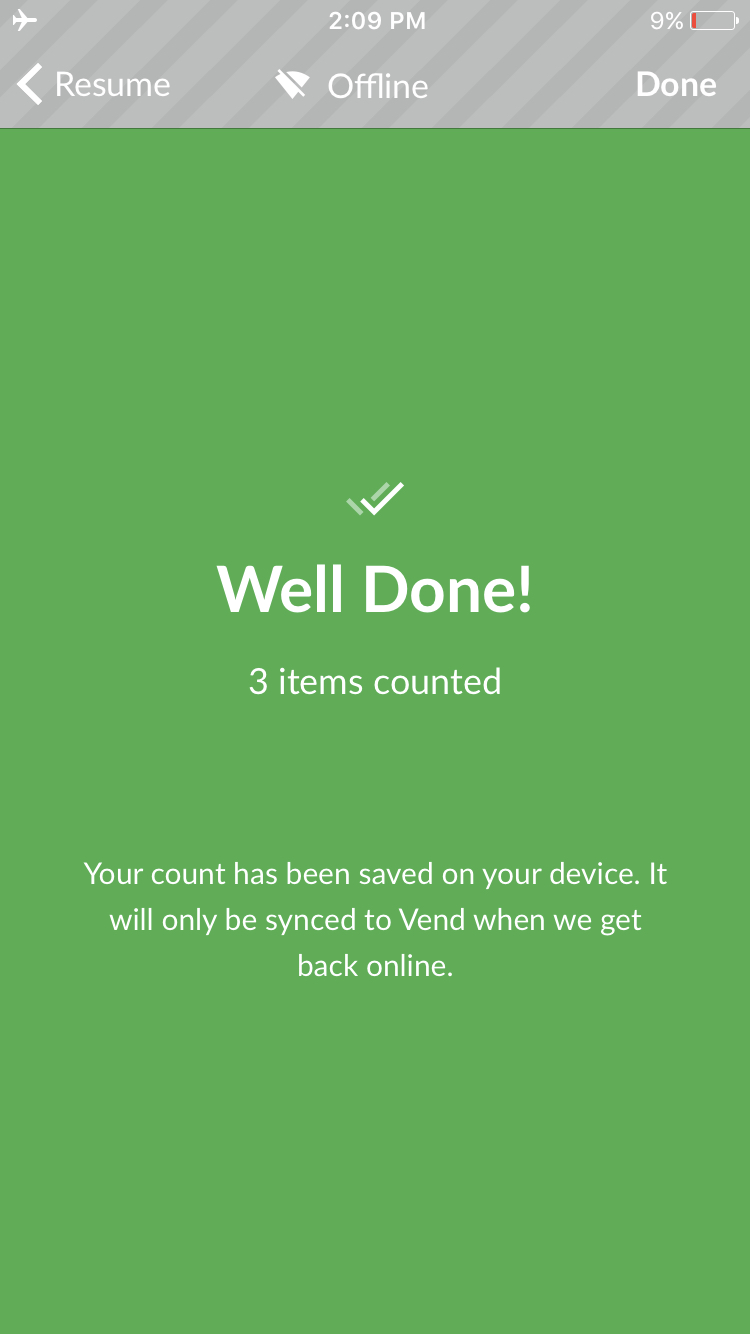 2:09 PM 9%
Resume Offline Done
Well Done!
3 items counted
Your count has been saved on your device. It
will only be synced to Vend when we get
back online.